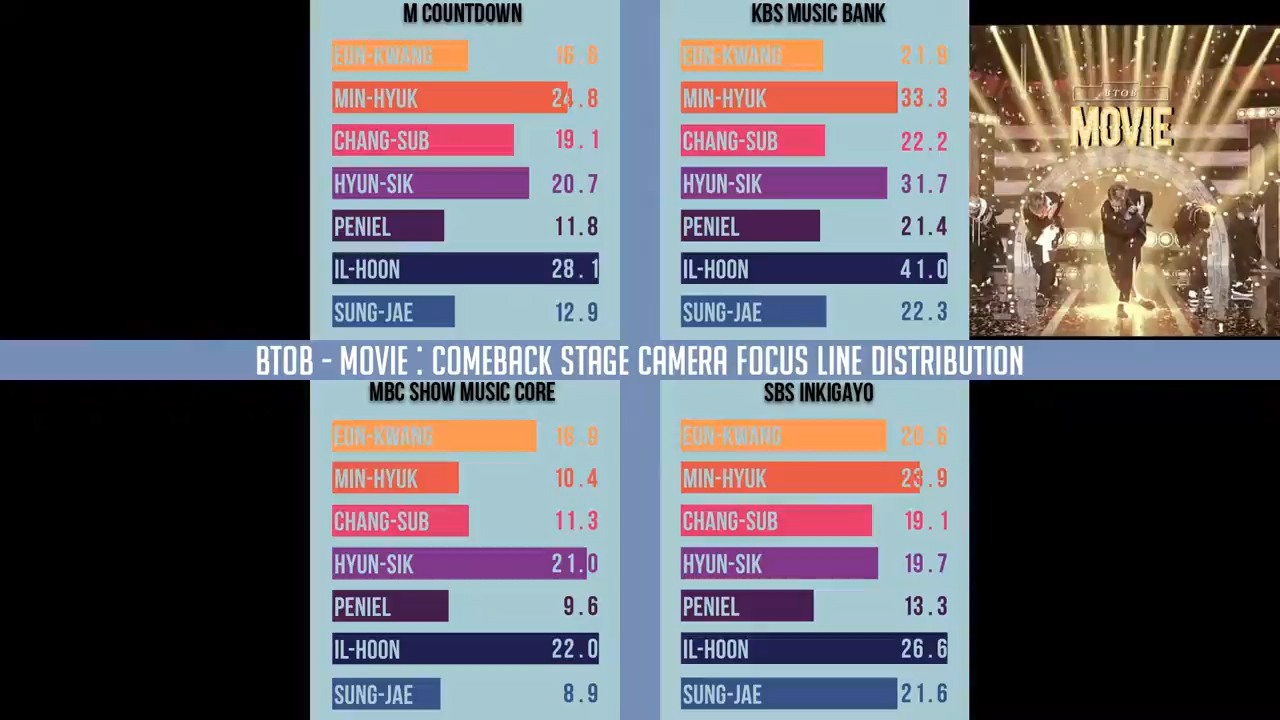 M COUNTDOWN
EUN-KWANG 16.6
MIN-HYUK 24.8
CHANG-SUB 19.1
HYUN-SIK 20.7
PENIEL 11.8
IL-HOON 28.1
SUNG-JAE 12.9
KBS MUSIC BANK
EUN-KWANG 21.9
MIN-HYUK 33.3
CHANG-SUB 22.2
HYUN-SIK 31.7
PENIEL 21.4
IL-HOON 41.0
SUNG-JAE 22.3
BTOB
MOVIE
BTOB - MOVIE : COMEBACK STAGE CAMERA FOCUS LINE DISTRIBUTION
MBC SHOW MUSIC CORE
EUN-KWANG 16.9
MIN-HYUK 10.4
CHANG-SUB 11.3
HYUN-SIK 21.0
PENIEL 9.6
IL-HOON 22.0
SUNG-JAE 8.9
SBS INKIGAYO
EUN-KWANG 20.6
MIN-HYUK 23.9
CHANG-SUB 19.1
HYUN-SIK 19.7
PENIEL 13.3
IL-HOON 26.6
SUNG-JAE 21.6